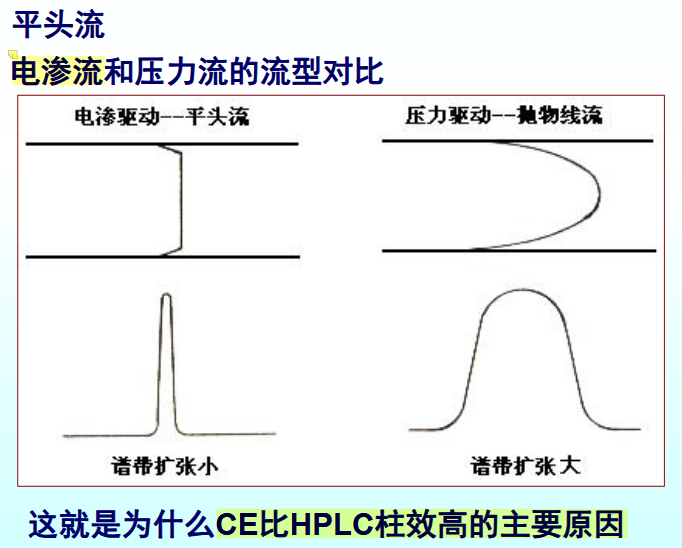 平头流
电渗流和压力流的流型对比
电渗驱动--平头流
压力驱动--抛物线流
谱带扩张小
谱带扩张大
这就是为什么CE比HPLC柱效高的主要原因